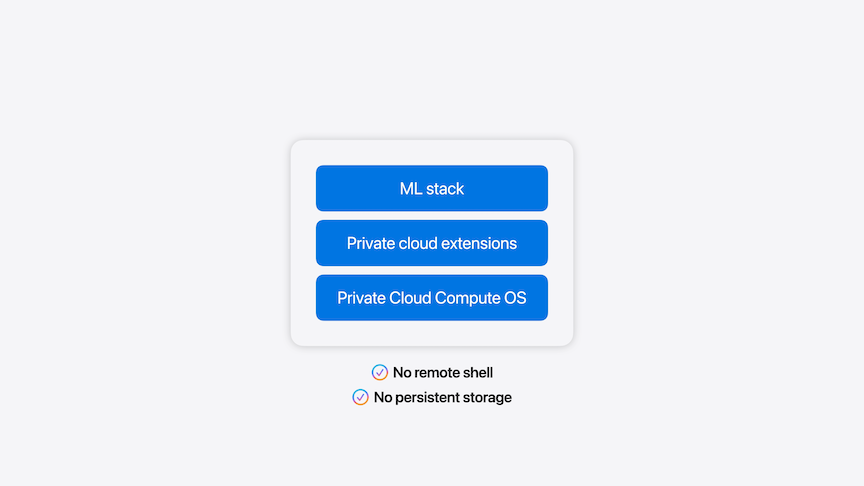 ML stack
Private cloud extensions
Private Cloud Compute OS
No remote shell
No persistent storage